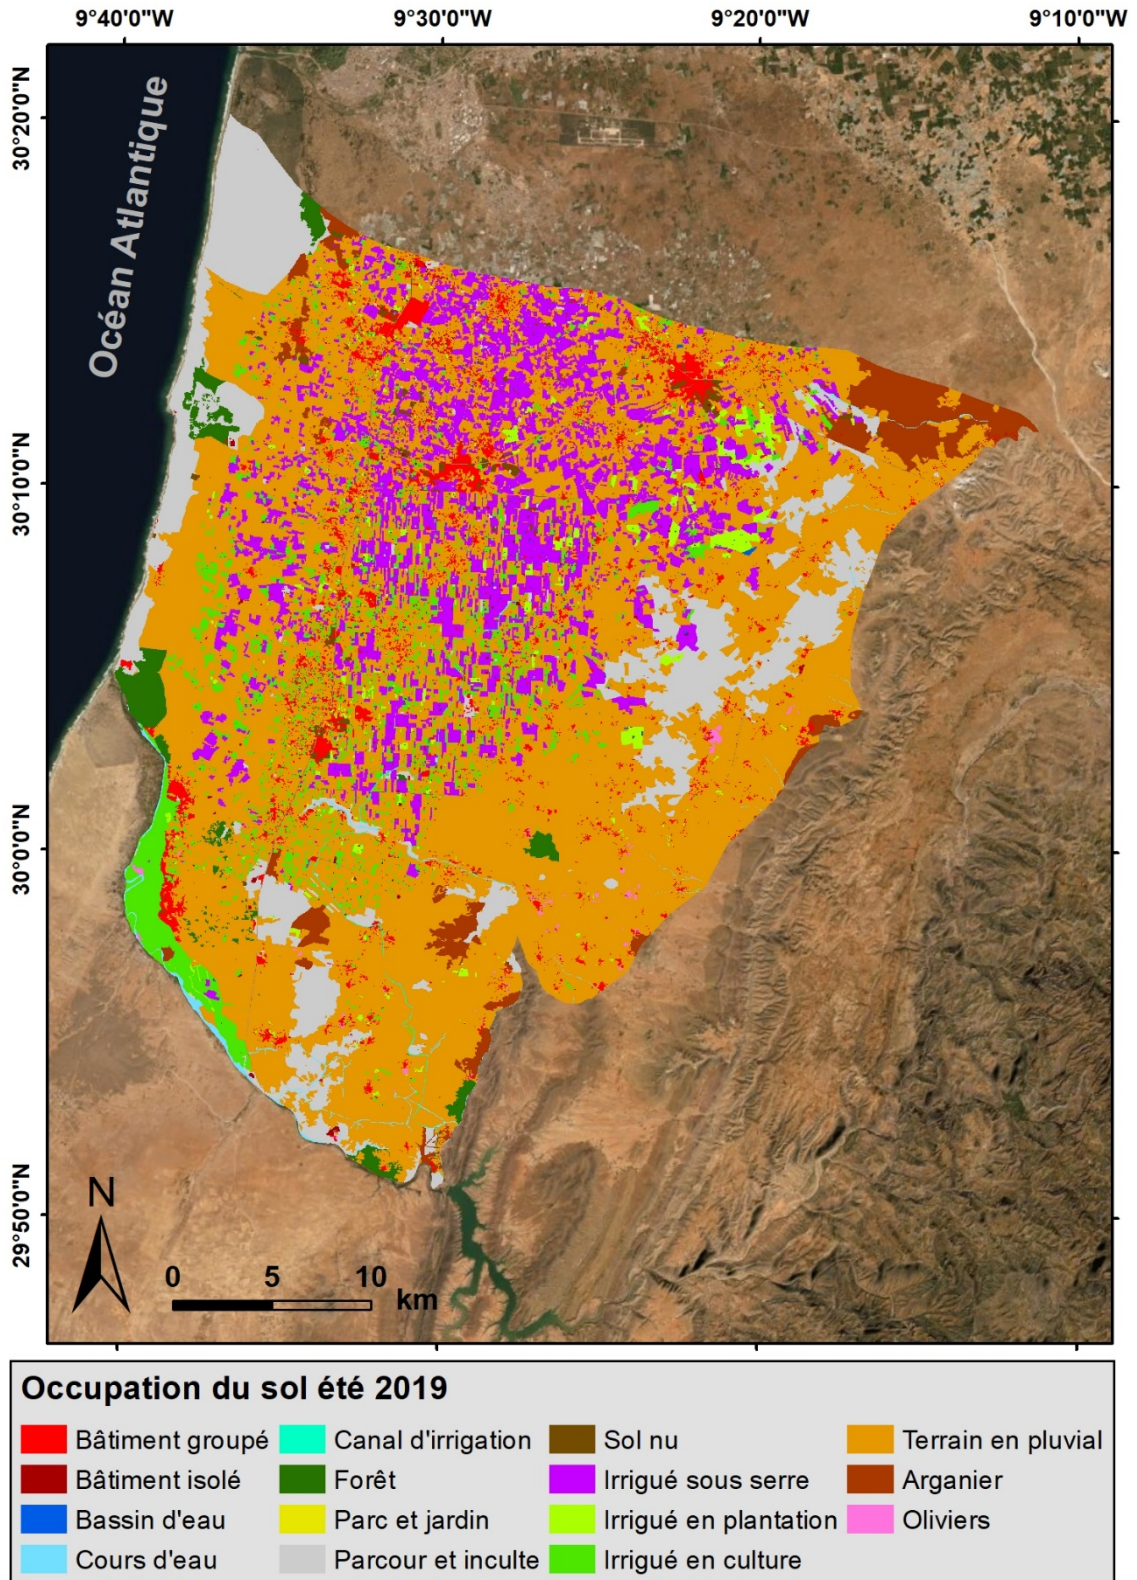 9°40'0"W 9°30'0"W 9°20'0"W 9°10'0"W
30°20'0"N
Océan Atlantique
30°10'0"N
30°0'0"N
29°50'0"N
N
0 5 10
km
Occupation du sol été 2019
Bâtiment groupé Canal d'irrigation Sol nu Terrain en pluvial
Bâtiment isolé Forêt Irrigué sous serre Arganier
Bassin d'eau Parc et jardin Irrigué en plantation Oliviers
Cours d'eau Parcour et inculte Irrigué en culture